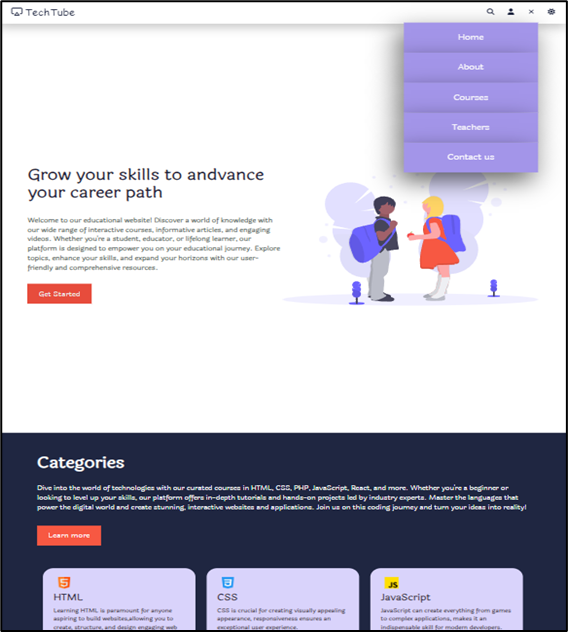 TechTube
Home
About
Courses
Teachers
Contact us
Grow your skills to andvance
your career path
Welcome to our educational website! Discover a world of knowledge with
our wide range of interactive courses, informative articles, and engaging
videos. Whether you're a student, educator, or lifelong learner, our
platform is designed to empower you on your educational journey. Explore
topics, enhance your skills, and expand your horizons with our user-
friendly and comprehensive resources.
Get Started
Categories
Dive into the world of technologies with our curated courses in HTML, CSS, PHP, JavaScript, React, and more. Whether you're a beginner or
looking to level up your skills, our platform offers in-depth tutorials and hands-on projects led by industry experts. Master the languages that
power the digital world and create stunning, interactive websites and applications. Join us on this coding journey and turn your ideas into reality!
Learn more
HTML
Learning HTML is paramount for anyone
aspiring to build websites,allowing you to
create, structure, and design engaging web
CSS
CSS is crucial for creating visually appealing
appearance, responsiveness ensures an
exceptional user experience.
JS
JavaScript
JavaScript can create everything from games
to complex applications, makes it an
indispensable skill for modern developers.